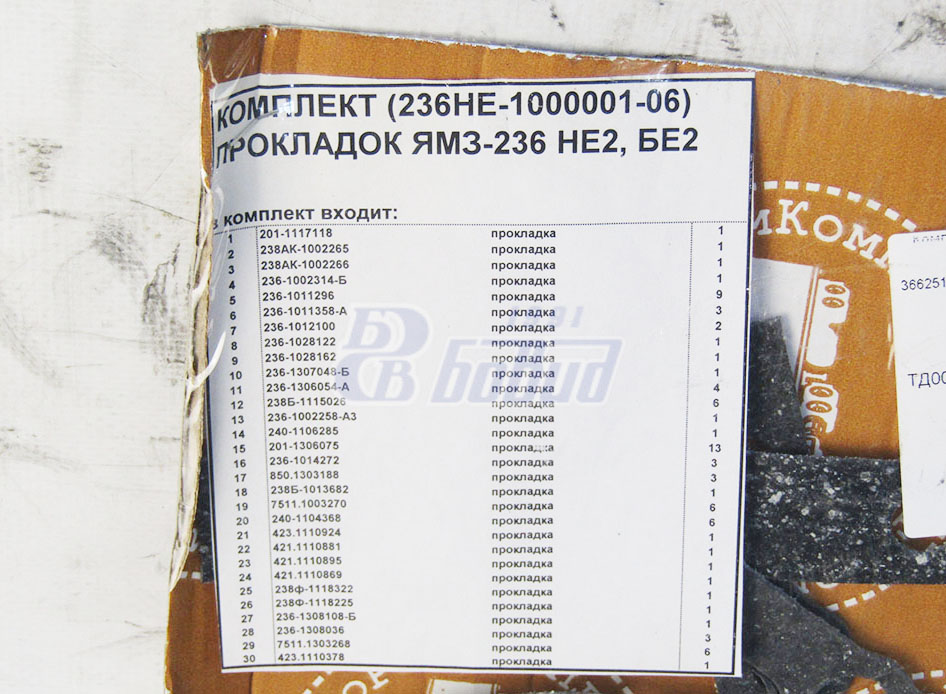 КОМПЛЕКТ (236НЕ-1000001-06)
ПРОКЛАДОК ЯМЗ-236 НЕ2, БЕ2
в комплект входит:
1 201-1117118 прокладка 1
2 238АК-1002265 прокладка 1
3 238АК-1002266 прокладка 1
4 236-1002314-Б прокладка 1
5 236-1011296 прокладка 9
6 236-1011358-А прокладка 3
7 236-1012100 прокладка 2
8 236-1028122 прокладка 1
9 236-1028162 прокладка 1
10 236-1307048-Б прокладка 1
11 236-1306054-А прокладка 4
12 238Б-1115026 прокладка 6
13 236-1002258-А3 прокладка 1
14 240-1106285 прокладка 1
15 201-1306075 прокладка 13
16 236-1014272 прокладка 3
17 850.1303188 прокладка 3
18 238Б-1013682 прокладка 1
19 7511.1003270 прокладка 6
20 240-1104368 прокладка 6
21 423.1110924 прокладка 1
22 421.1110881 прокладка 1
23 421.1110895 прокладка 1
24 421.1110869 прокладка 1
25 238ф-1118322 прокладка 1
26 238Ф-1118225 прокладка 1
27 236-1308108-Б прокладка 1
28 236-1308036 прокладка 3
29 7511.1303268 прокладка 6
30 423.1110378 прокладка 1
366251
ТД00